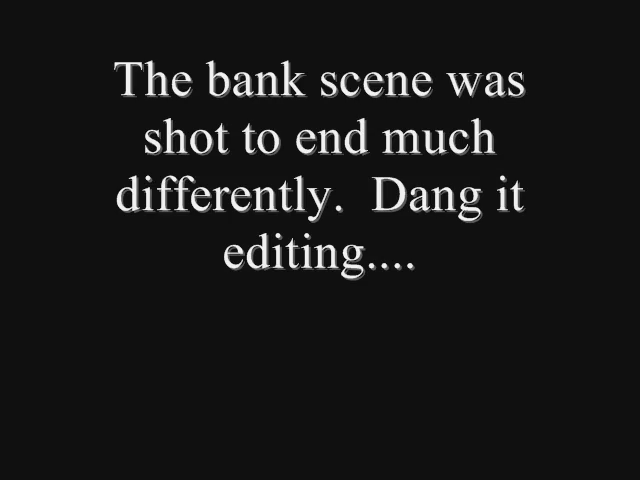 The bank scene was
shot to end much
differently.  Dang it
editing....